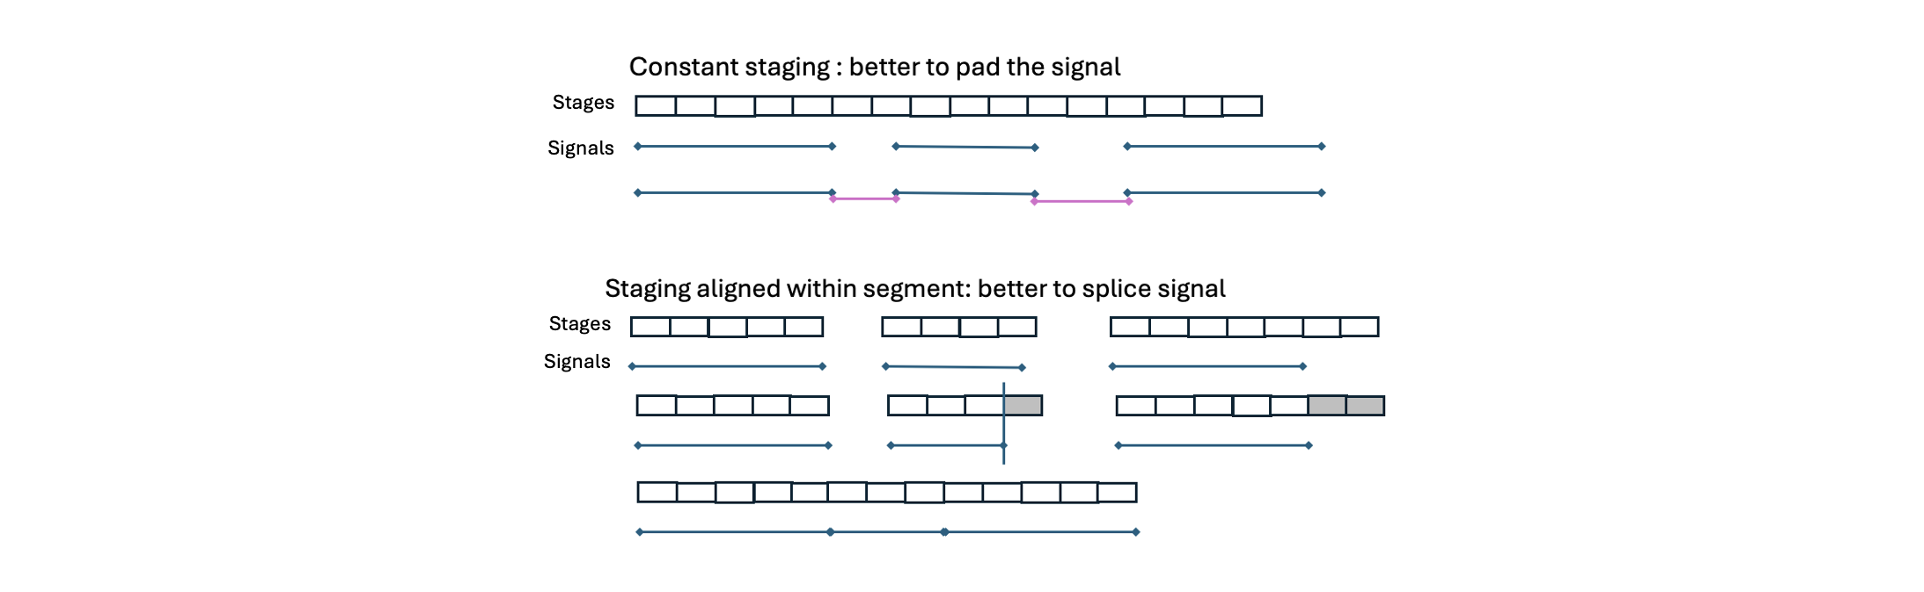 Constant staging : better to pad the signal
Stages
Signals
Staging aligned within segment: better to splice signal
Stages
Signals